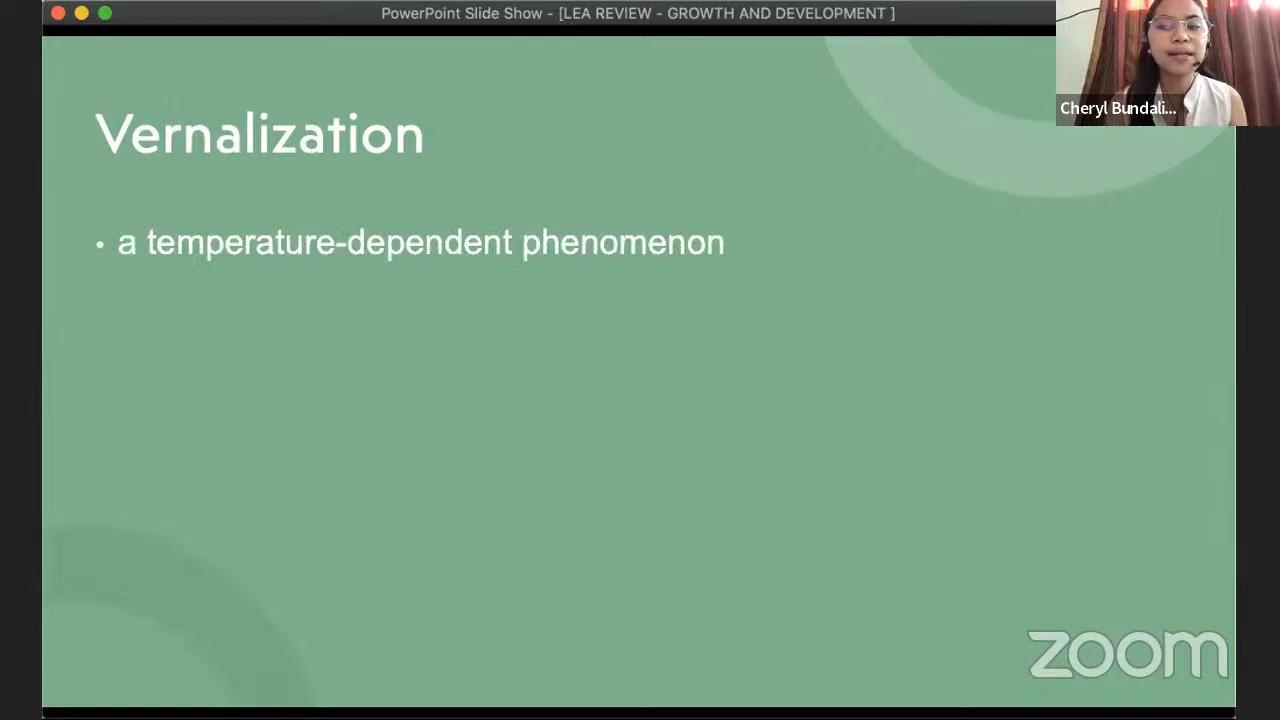 PowerPoint Slide Show - [LEA REVIEW - GROWTH AND DEVELOPMENT ]
Cheryl Bundali...
Vernalization
• a temperature-dependent phenomenon
zoom